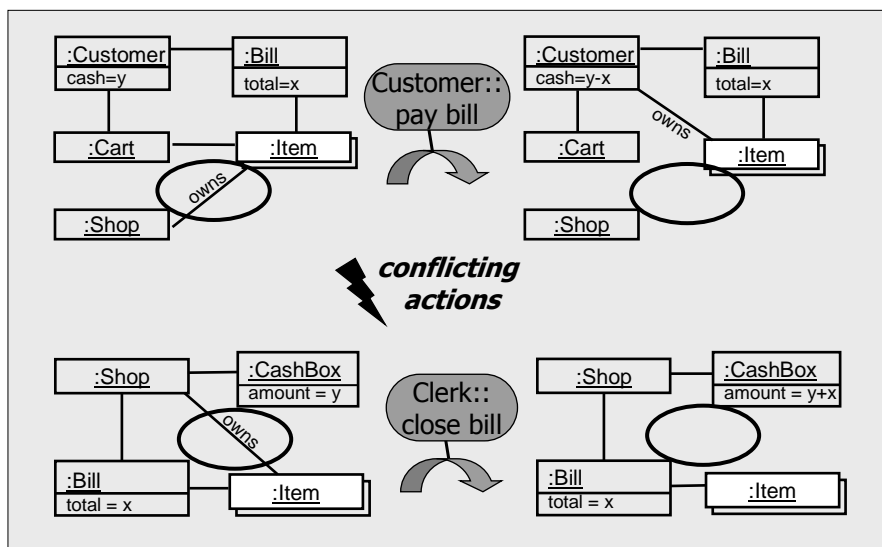 :Customer
cash=y
:Bill
total=x
:Cart
:Item
owns
:Shop
Customer::
pay bill
:Customer
cash=y-x
:Bill
total=x
owns
:Cart
:Item
:Shop
conflicting
actions
:Shop
:CashBox
amount = y
owns
:Bill
total = x
:Item
Clerk::
close bill
:Shop
:CashBox
amount = y+x
:Bill
total = x
:Item